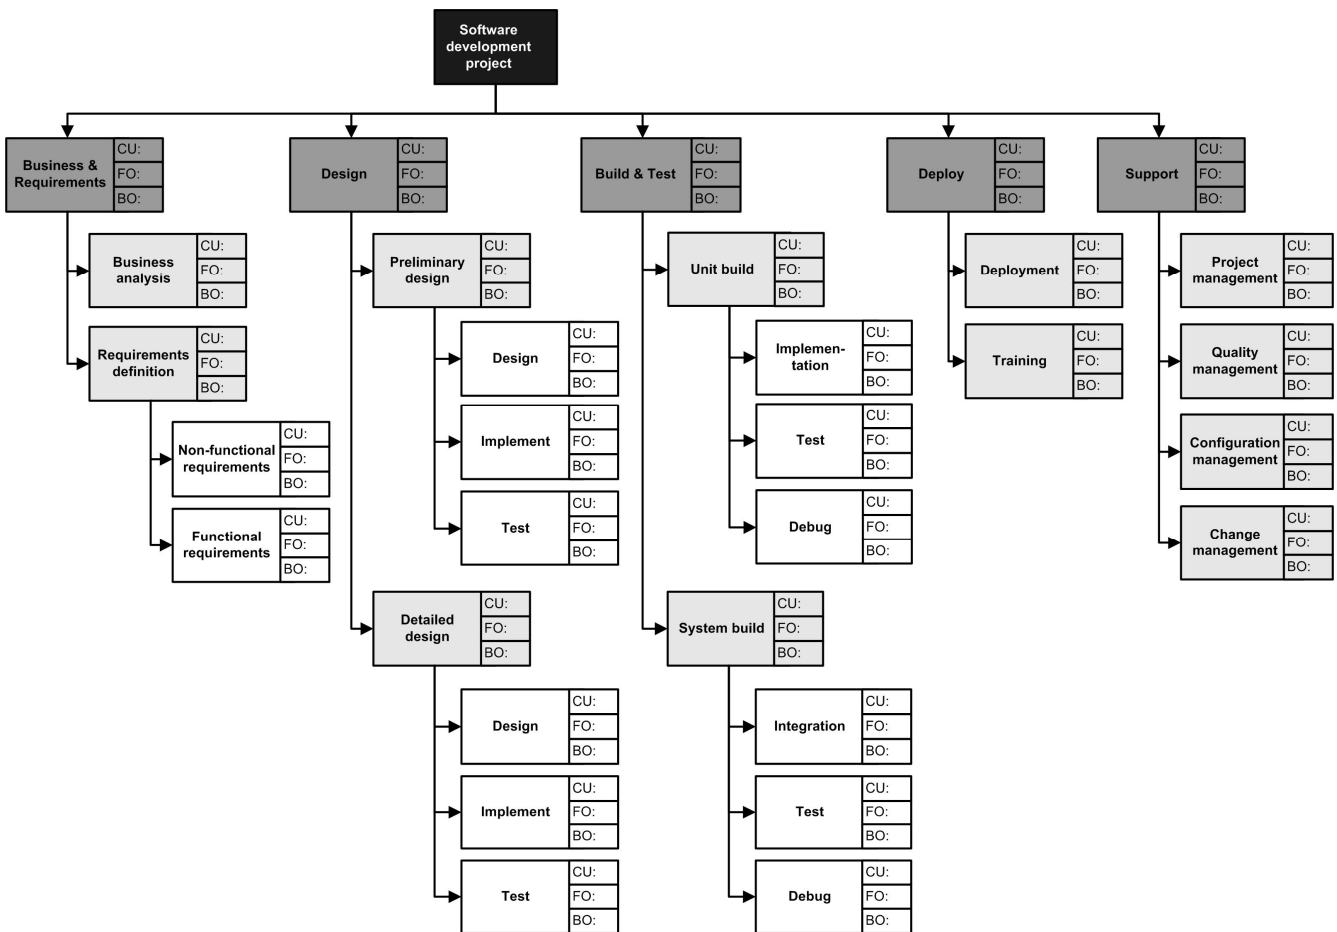 Software
development
project
Business &
Requirements
CU:
FO:
BO:
Business
analysis
CU:
FO:
BO:
Requirements
definition
CU:
FO:
BO:
Non-functional
requirements
CU:
FO:
BO:
Functional
requirements
CU:
FO:
BO:
Design
CU:
FO:
BO:
Preliminary
design
CU:
FO:
BO:
Design
CU:
FO:
BO:
Implement
CU:
FO:
BO:
Test
CU:
FO:
BO:
Detailed
design
CU:
FO:
BO:
Design
CU:
FO:
BO:
Implement
CU:
FO:
BO:
Test
CU:
FO:
BO:
Build & Test
CU:
FO:
BO:
Unit build
CU:
FO:
BO:
Implemen-
tation
CU:
FO:
BO:
Test
CU:
FO:
BO:
Debug
CU:
FO:
BO:
System build
CU:
FO:
BO:
Integration
CU:
FO:
BO:
Test
CU:
FO:
BO:
Debug
CU:
FO:
BO:
Deploy
CU:
FO:
BO:
Deployment
CU:
FO:
BO:
Training
CU:
FO:
BO:
Support
CU:
FO:
BO:
Project
management
CU:
FO:
BO:
Quality
management
CU:
FO:
BO:
Configuration
management
CU:
FO:
BO:
Change
management
CU:
FO:
BO: